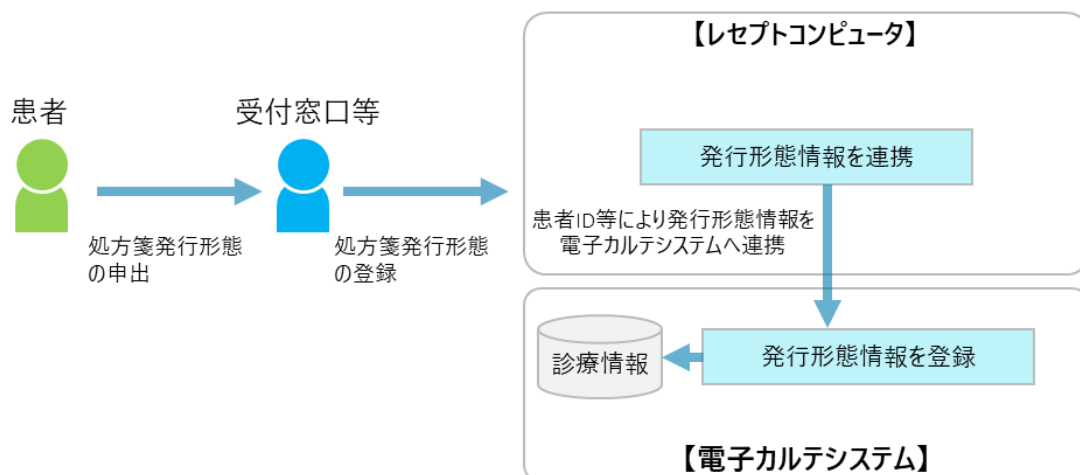 【レセプトコンピュータ】
患者
受付窓口等
発行形態情報を連携
処方箋発行形態
の申出
処方箋発行形態
の登録
患者ID等により発行形態情報を
電子カルテシステムへ連携
診療情報
発行形態情報を登録
【電子カルテシステム】